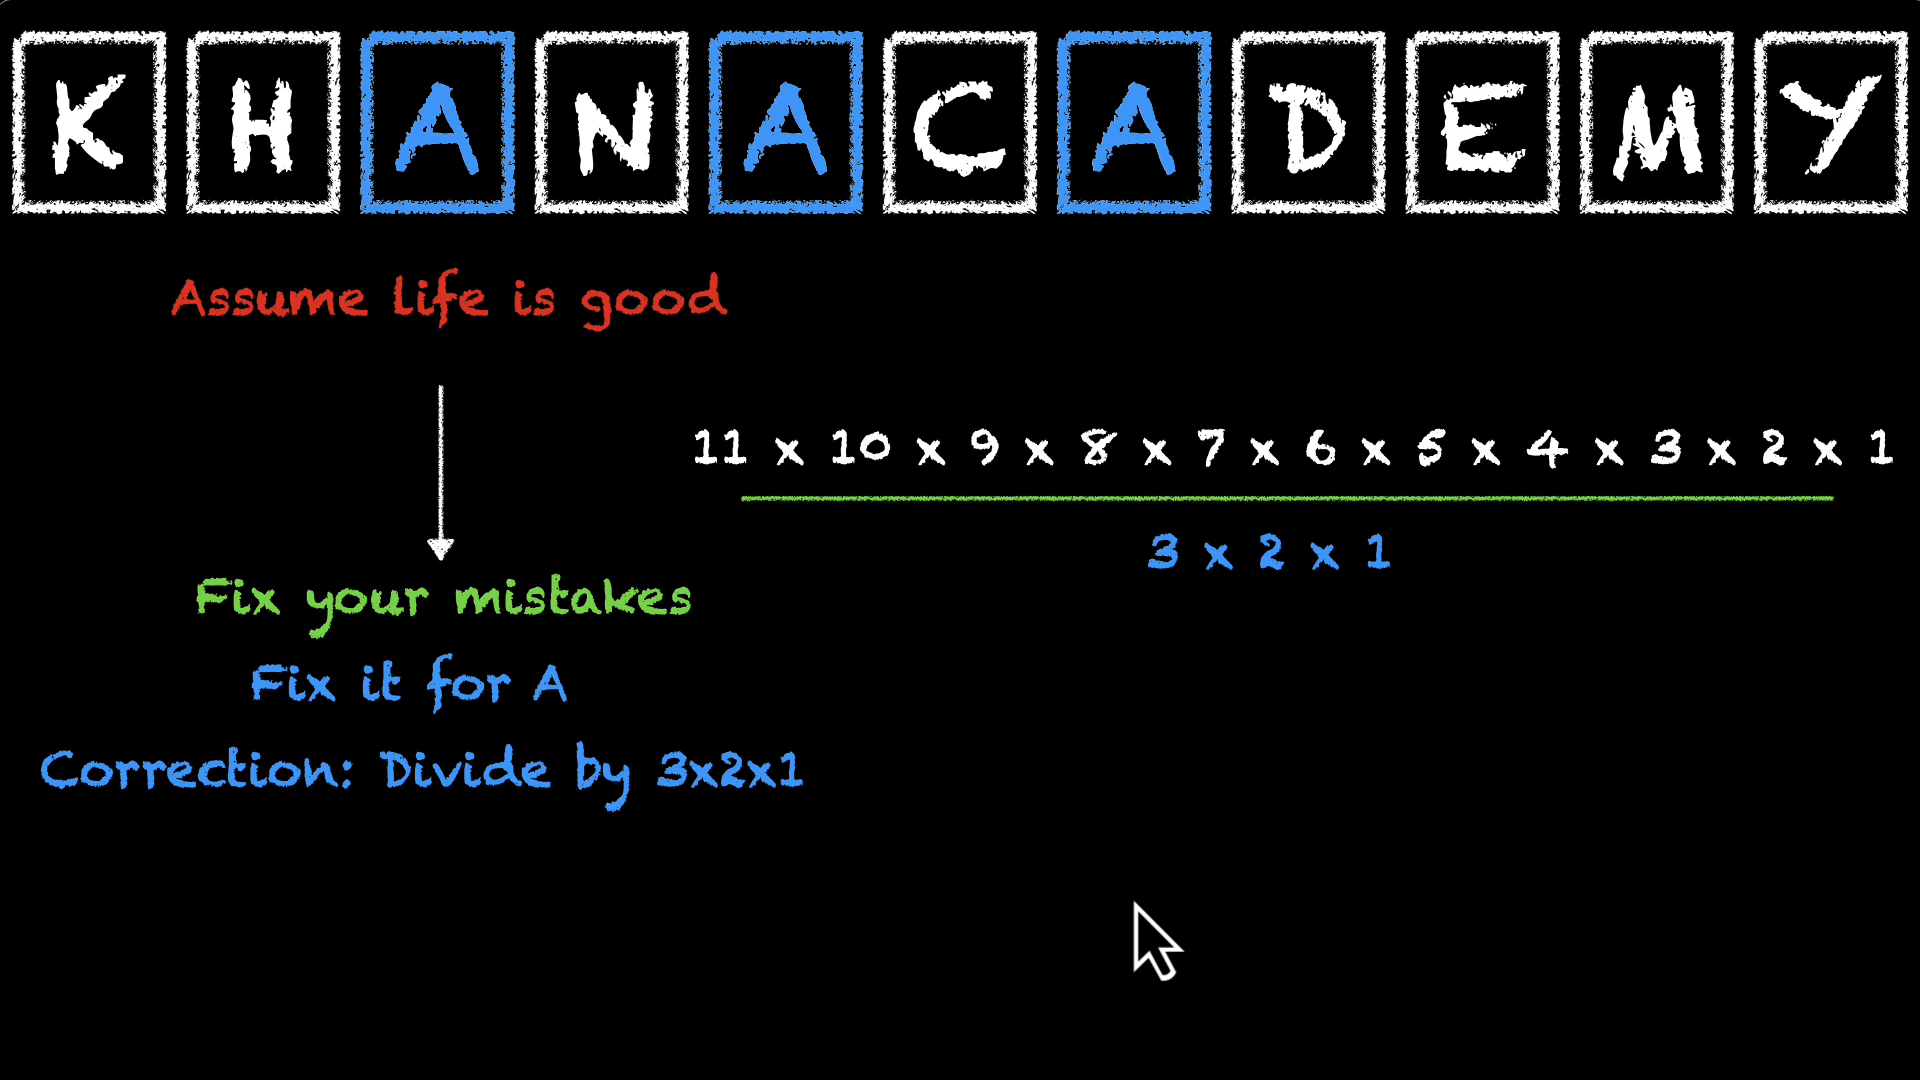 K H A N A C A D E M Y
Assume life is good
11 x 10 x 9 x 8 x 7 x 6 x 5 x 4 x 3 x 2 x 1
3 x 2 x 1
Fix your mistakes
Fix it for A
Correction: Divide by 3x2x1